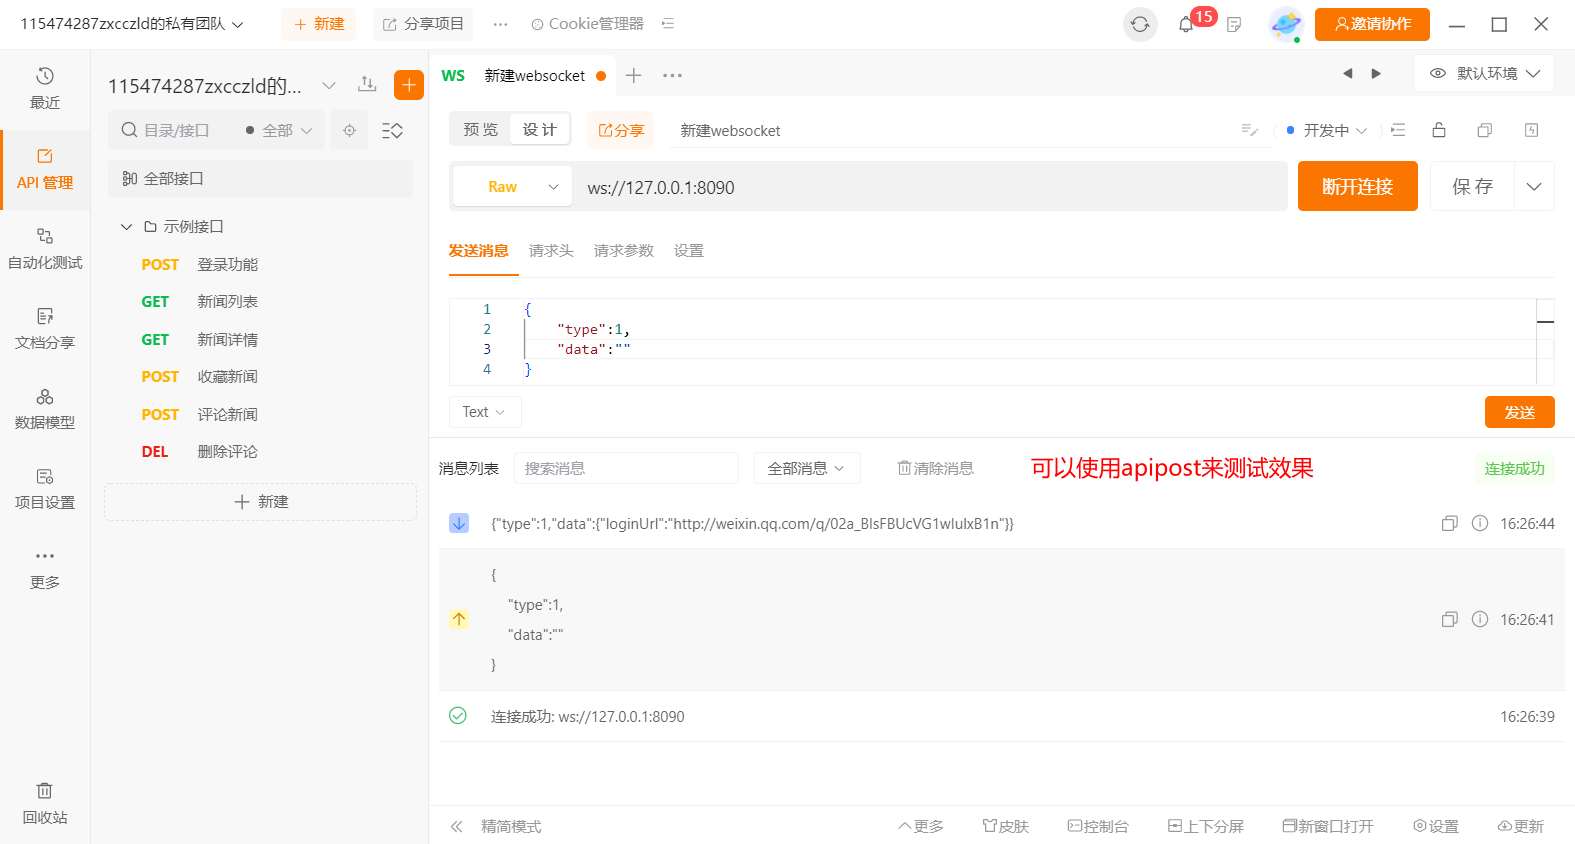 115474287zxcczld的私有团队
新建
分享项目
Cookie管理器
15
邀请协作
最近
API 管理
自动化测试
文档分享
数据模型
项目设置
更多
回收站
115474287zxcczld的...
目录/接口
全部
全部接口
示例接口
POST 登录功能
GET 新闻列表
GET 新闻详情
POST 收藏新闻
POST 评论新闻
DEL 删除评论
新建
WS 新建websocket
默认环境
预 览
设 计
分享
新建websocket
开发中
Raw
ws://127.0.0.1:8090
断开连接
保 存
发送消息
请求头
请求参数
设置
1 {
2 "type":1,
3 "data":""
4 }
Text
发送
消息列表
搜索消息
全部消息
清除消息
可以使用apipost来测试效果
连接成功
{"type":1,"data":{"loginUrl":"http://weixin.qq.com/q/02a_BlsFBUcVG1wIulxB1n"}}
16:26:44
{
"type":1,
"data":""
}
16:26:41
连接成功: ws://127.0.0.1:8090
16:26:39
精简模式
更多
皮肤
控制台
上下分屏
新窗口打开
设置
更新